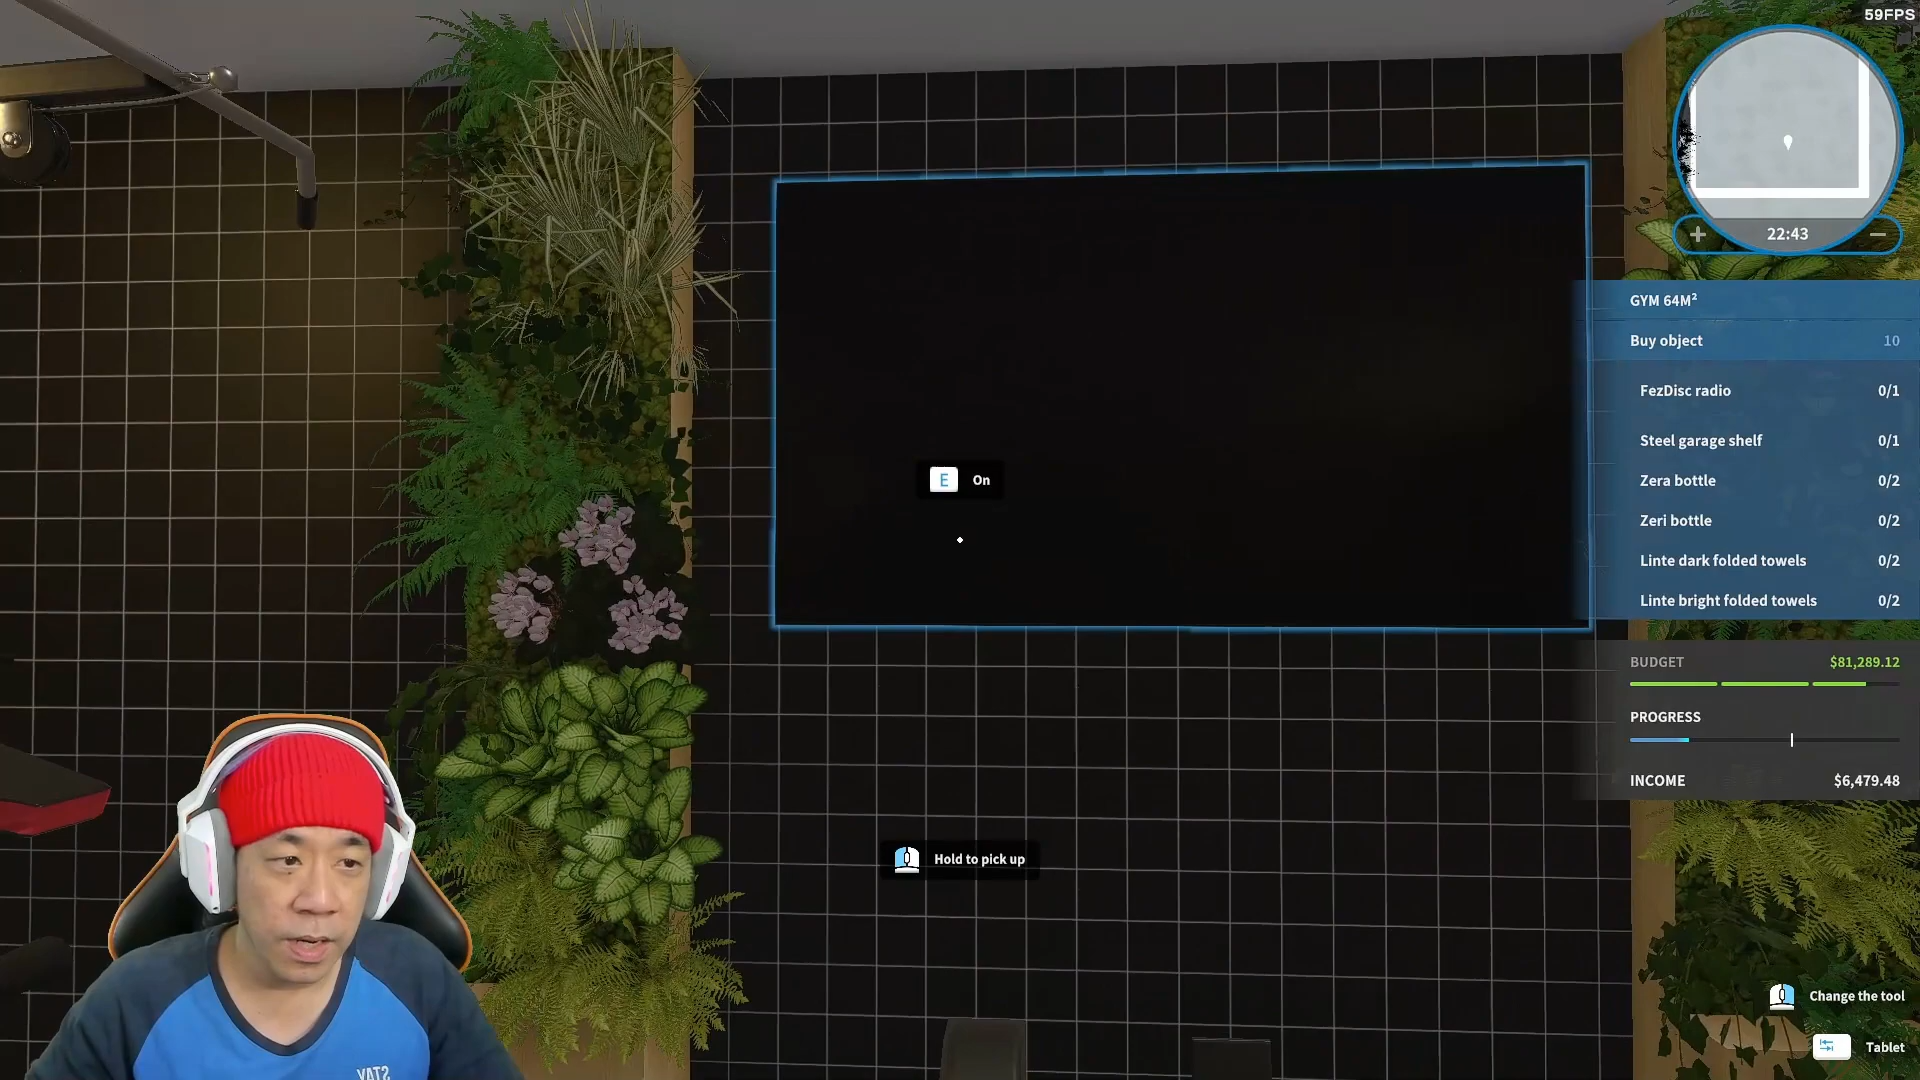 59FPS
22:43
GYM 64M²
Buy object 10
FezDisc radio 0/1
Steel garage shelf 0/1
Zera bottle 0/2
Zeri bottle 0/2
Linte dark folded towels 0/2
Linte bright folded towels 0/2
BUDGET $81,289.12
PROGRESS
INCOME $6,479.48
E On
Hold to pick up
Change the tool
Tablet
STAY